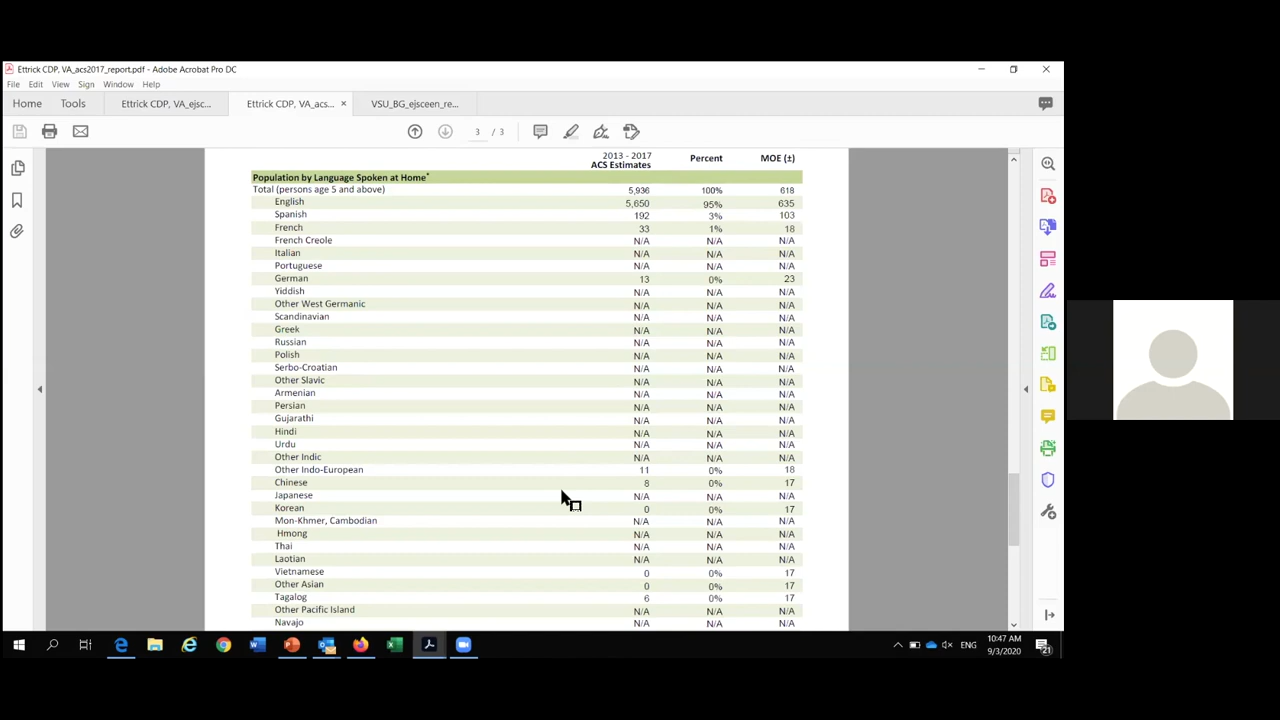 Ettrick CDP, VA_acs2017_report.pdf - Adobe Acrobat Pro DC
File Edit View Sign Window Help
Home Tools Ettrick CDP, VA_ejsc... Ettrick CDP, VA_acs... × VSU_BG_ejsceen_re...
3 / 3
2013 - 2017
ACS Estimates Percent MOE (±)
Population by Language Spoken at Home*
Total (persons age 5 and above) 5,936 100% 618
English 5,650 95% 635
Spanish 192 3% 103
French 33 1% 18
French Creole N/A N/A N/A
Italian N/A N/A N/A
Portuguese N/A N/A N/A
German 13 0% 23
Yiddish N/A N/A N/A
Other West Germanic N/A N/A N/A
Scandinavian N/A N/A N/A
Greek N/A N/A N/A
Russian N/A N/A N/A
Polish N/A N/A N/A
Serbo-Croatian N/A N/A N/A
Other Slavic N/A N/A N/A
Armenian N/A N/A N/A
Persian N/A N/A N/A
Gujarathi N/A N/A N/A
Hindi N/A N/A N/A
Urdu N/A N/A N/A
Other Indic N/A N/A N/A
Other Indo-European 11 0% 18
Chinese 8 0% 17
Japanese N/A N/A N/A
Korean 0 0% 17
Mon-Khmer, Cambodian N/A N/A N/A
Hmong N/A N/A N/A
Thai N/A N/A N/A
Laotian N/A N/A N/A
Vietnamese 0 0% 17
Other Asian 0 0% 17
Tagalog 6 0% 17
Other Pacific Island N/A N/A N/A
Navajo N/A N/A N/A
ENG
10:47 AM
9/3/2020
21